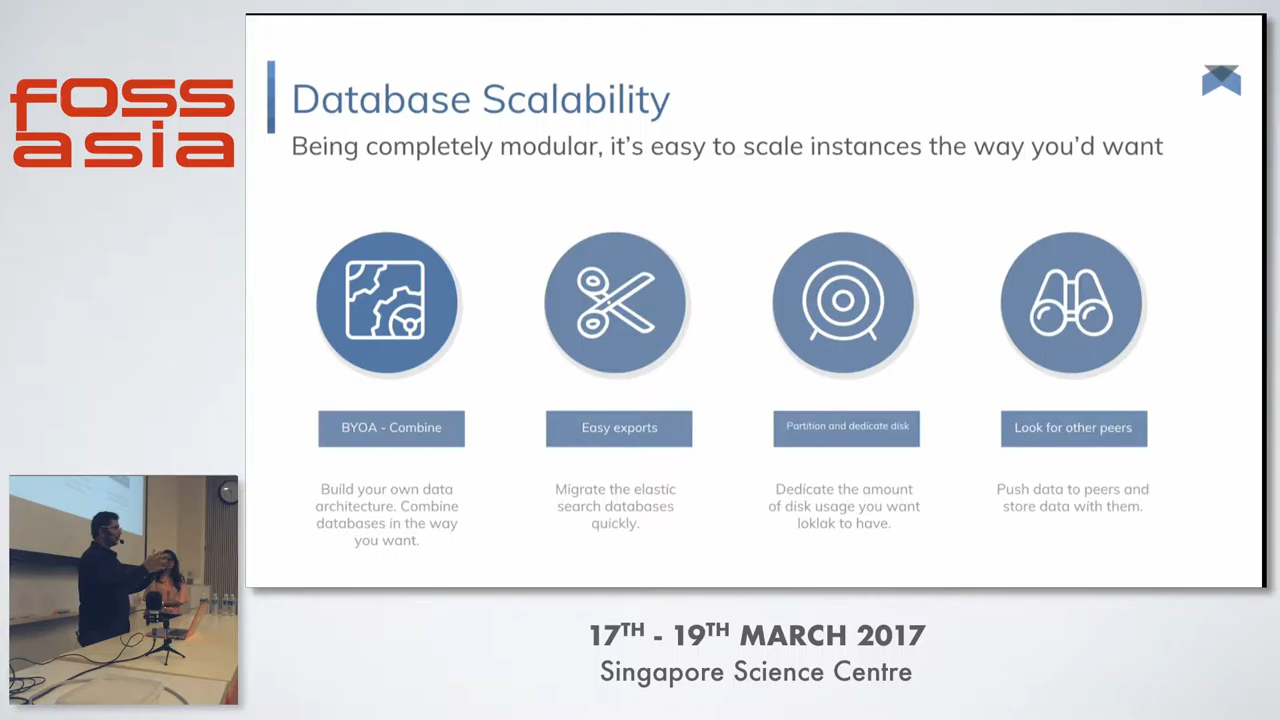 foss
asia
Database Scalability
Being completely modular, it's easy to scale instances the way you'd want
BYOA - Combine
Build your own data
architecture. Combine
databases in the way
you want.
Easy exports
Migrate the elastic
search databases
quickly.
Partition and dedicate disk
Dedicate the amount
of disk usage you want
loklak to have.
Look for other peers
Push data to peers and
store data with them.
17TH - 19TH MARCH 2017
Singapore Science Centre